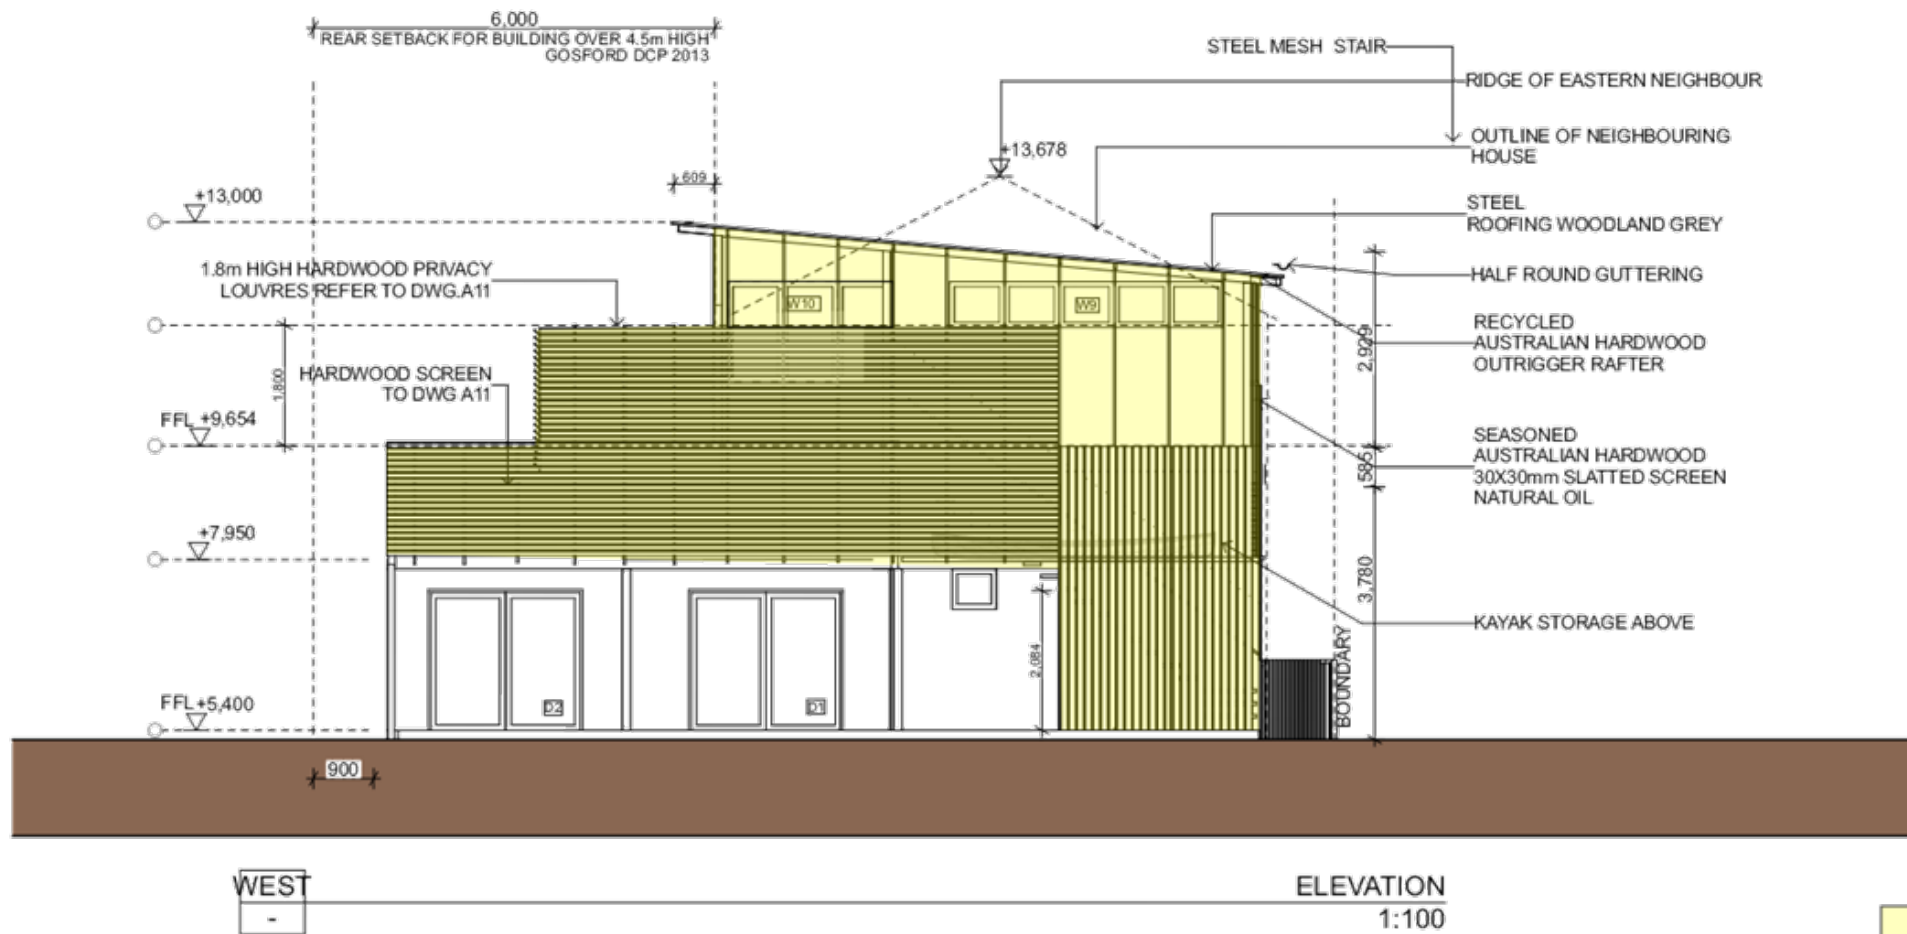 6,000
REAR SETBACK FOR BUILDING OVER 4.5m HIGH
GOSFORD DCP 2013
STEEL MESH STAIR
RIDGE OF EASTERN NEIGHBOUR
OUTLINE OF NEIGHBOURING
HOUSE
+13,678
609
+13,000
STEEL
ROOFING WOODLAND GREY
1.8m HIGH HARDWOOD PRIVACY
LOUVRES REFER TO DWG.A11
HALF ROUND GUTTERING
W10
W9
RECYCLED
AUSTRALIAN HARDWOOD
OUTRIGGER RAFTER
2,929
1,800
HARDWOOD SCREEN
TO DWG A11
FFL +9,654
SEASONED
AUSTRALIAN HARDWOOD
30X30mm SLATTED SCREEN
NATURAL OIL
585
+7,950
3,780
KAYAK STORAGE ABOVE
2,084
BOUNDARY
FFL +5,400
D2
D1
900
WEST
-
ELEVATION
1:100